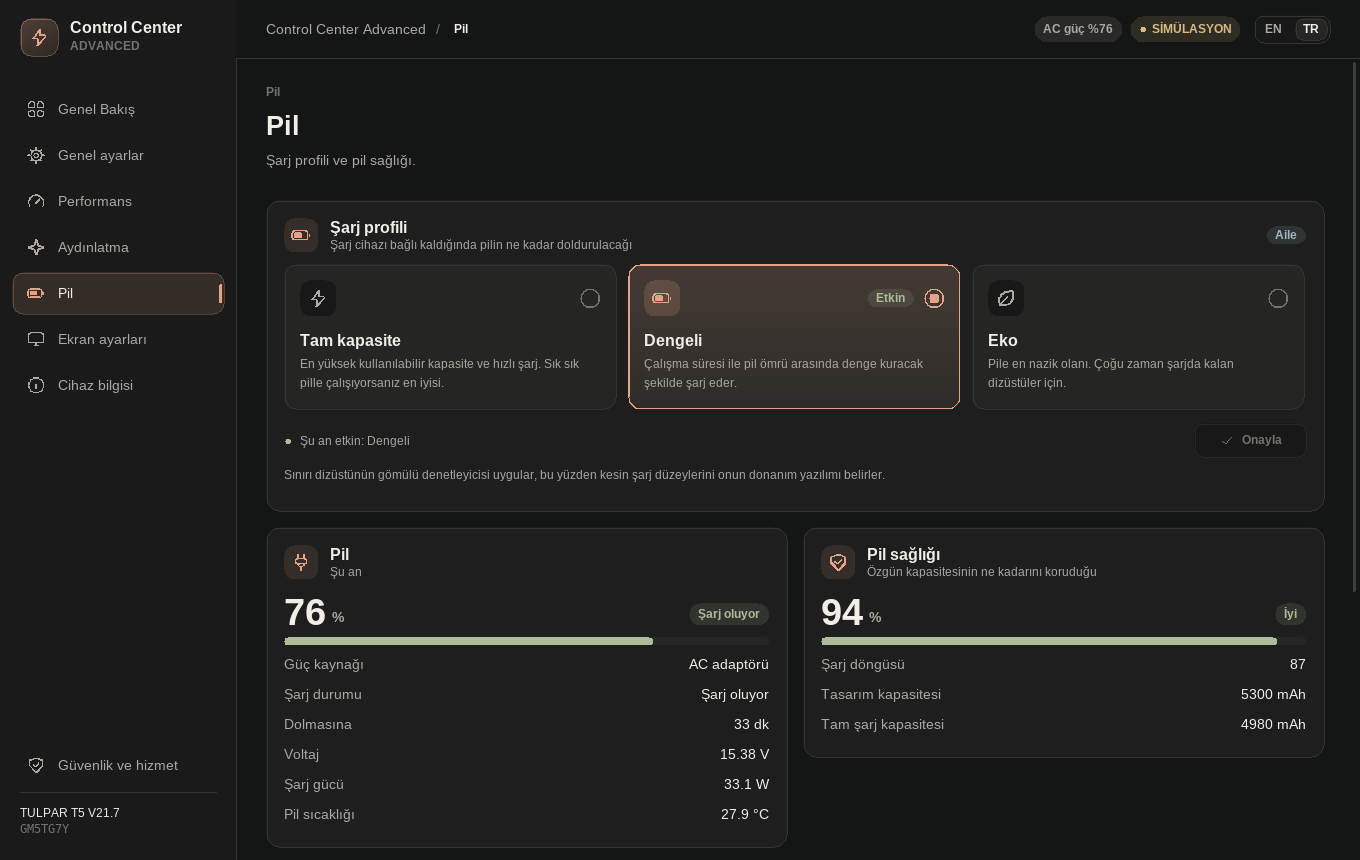 Control Center
ADVANCED
Genel Bakış
Genel ayarlar
Performans
Aydınlatma
Pil
Ekran ayarları
Cihaz bilgisi
Güvenlik ve hizmet
TULPAR T5 V21.7
GM5TG7Y
Control Center Advanced / Pil
AC güç %76
SİMÜLASYON
EN TR
Pil
Pil
Şarj profili ve pil sağlığı.
Şarj profili
Şarj cihazı bağlı kaldığında pilin ne kadar doldurulacağı
Aile
Tam kapasite
En yüksek kullanılabilir kapasite ve hızlı şarj. Sık sık
pille çalışıyorsanız en iyisi.
Etkin
Dengeli
Çalışma süresi ile pil ömrü arasında denge kuracak
şekilde şarj eder.
Eko
Pile en nazik olanı. Çoğu zaman şarjda kalan
dizüstüler için.
Şu an etkin: Dengeli
Onayla
Sınırı dizüstünün gömülü denetleyicisi uygular, bu yüzden kesin şarj düzeylerini onun donanım yazılımı belirler.
Pil
Şu an
76 %
Şarj oluyor
Güç kaynağı AC adaptörü
Şarj durumu Şarj oluyor
Dolmasına 33 dk
Voltaj 15.38 V
Şarj gücü 33.1 W
Pil sıcaklığı 27.9 °C
Pil sağlığı
Özgün kapasitesinin ne kadarını koruduğu
94 %
İyi
Şarj döngüsü 87
Tasarım kapasitesi 5300 mAh
Tam şarj kapasitesi 4980 mAh